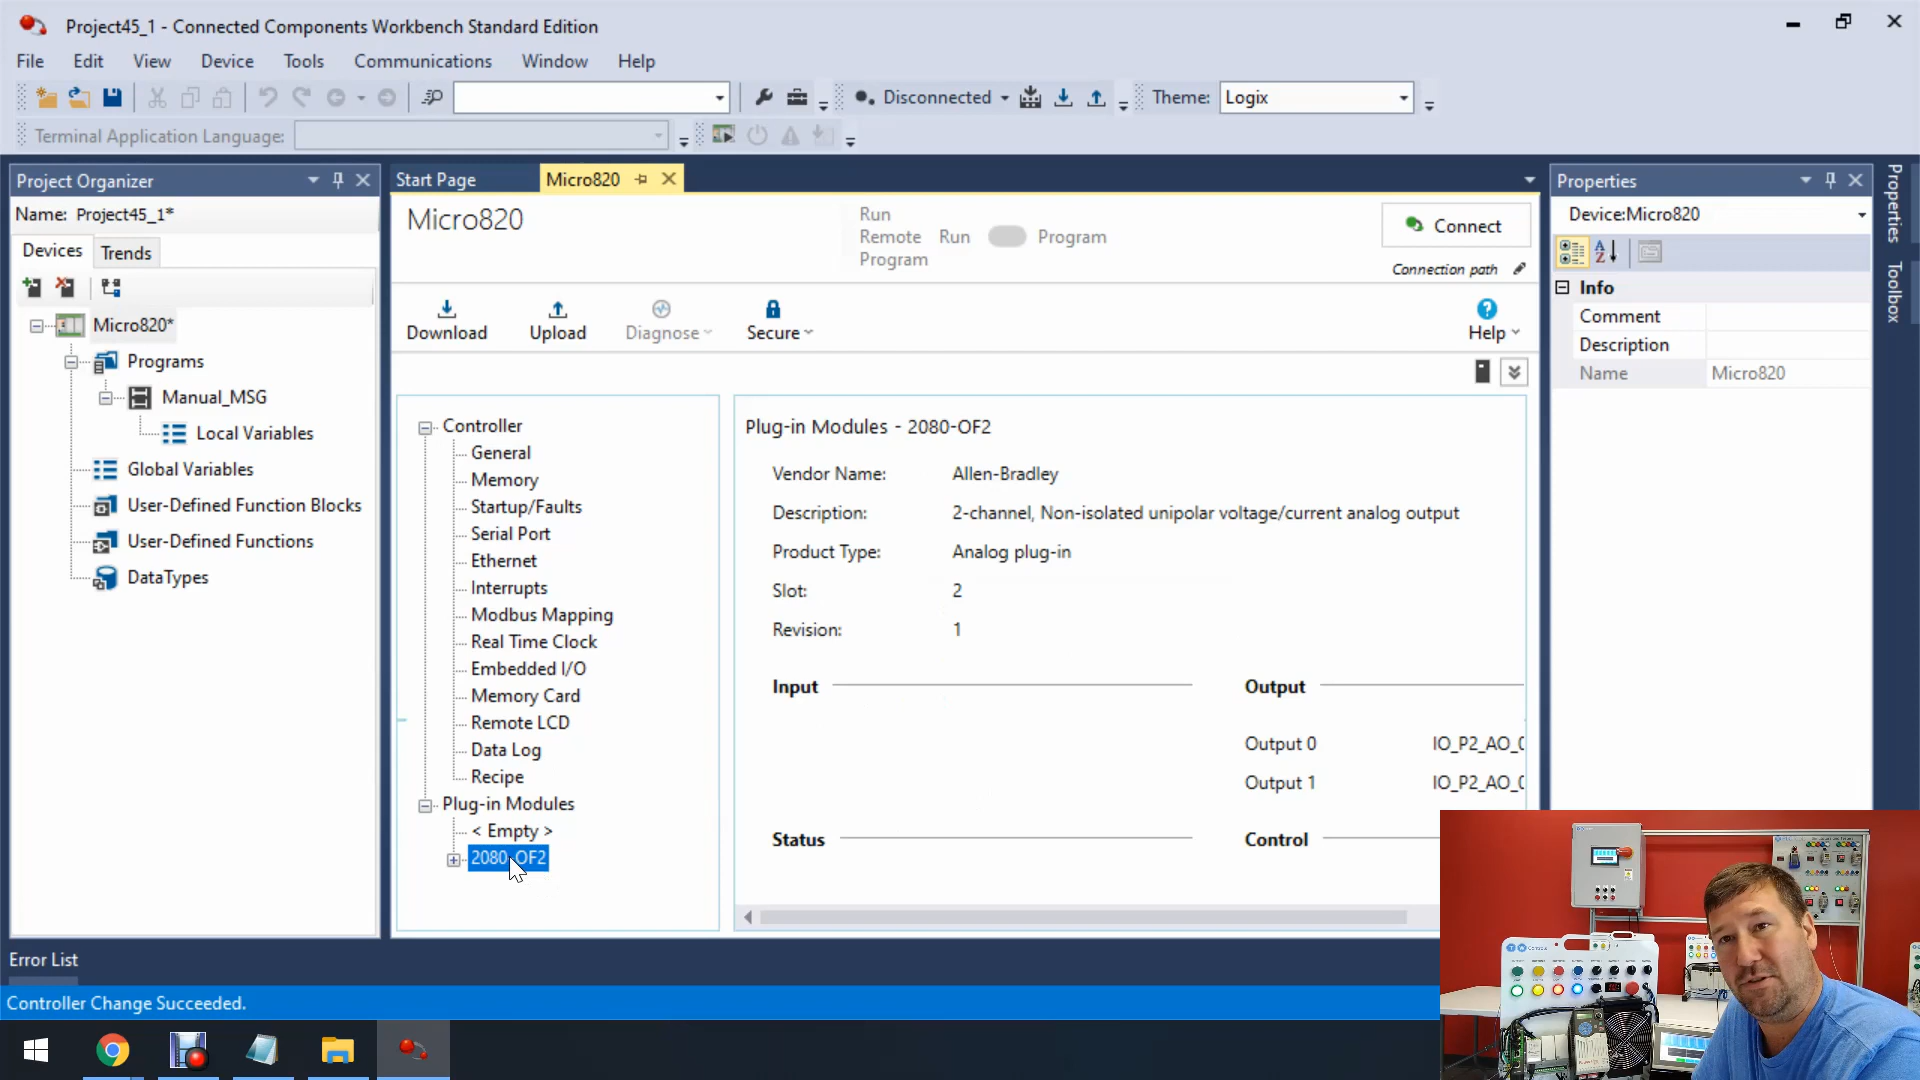 Project45_1 - Connected Components Workbench Standard Edition
File Edit View Device Tools Communications Window Help
Disconnected Theme: Logix
Terminal Application Language:
Project Organizer
Name: Project45_1*
Devices Trends
Micro820*
Programs
Manual_MSG
Local Variables
Global Variables
User-Defined Function Blocks
User-Defined Functions
DataTypes
Start Page Micro820
Micro820
Run
Remote Run Program
Program
Connect
Connection path
Download Upload Diagnose Secure Help
Controller
General
Memory
Startup/Faults
Serial Port
Ethernet
Interrupts
Modbus Mapping
Real Time Clock
Embedded I/O
Memory Card
Remote LCD
Data Log
Recipe
Plug-in Modules
< Empty >
2080-OF2
Plug-in Modules - 2080-OF2
Vendor Name: Allen-Bradley
Description: 2-channel, Non-isolated unipolar voltage/current analog output
Product Type: Analog plug-in
Slot: 2
Revision: 1
Input Output
Output 0 IO_P2_AO_0
Output 1 IO_P2_AO_0
Status Control
Properties
Device:Micro820
Info
Comment
Description
Name Micro820
Properties
Toolbox
Error List
Controller Change Succeeded.